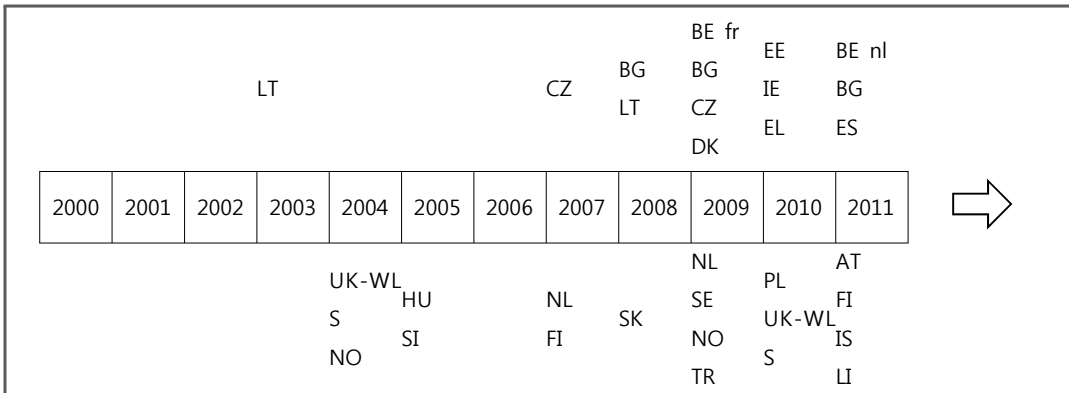 LT
CZ
BG
LT
BE fr
BG
CZ
DK
EE
IE
EL
BE nl
BG
ES
2000 2001 2002 2003 2004 2005 2006 2007 2008 2009 2010 2011
UK-WL
S
NO
HU
SI
NL
FI
SK
NL
SE
NO
TR
PL
UK-WL
S
AT
FI
IS
LI